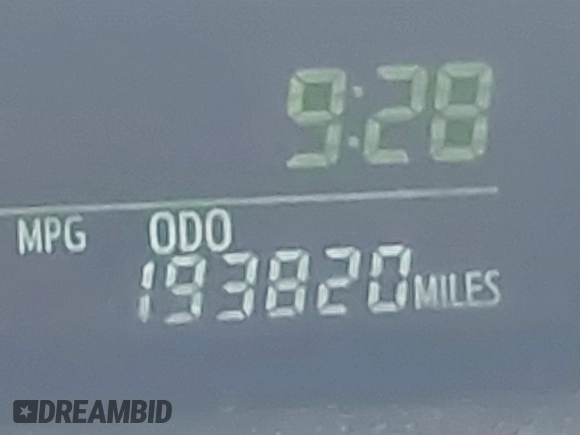 9:28
MPG ODO
193820 MILES
DREAMBID